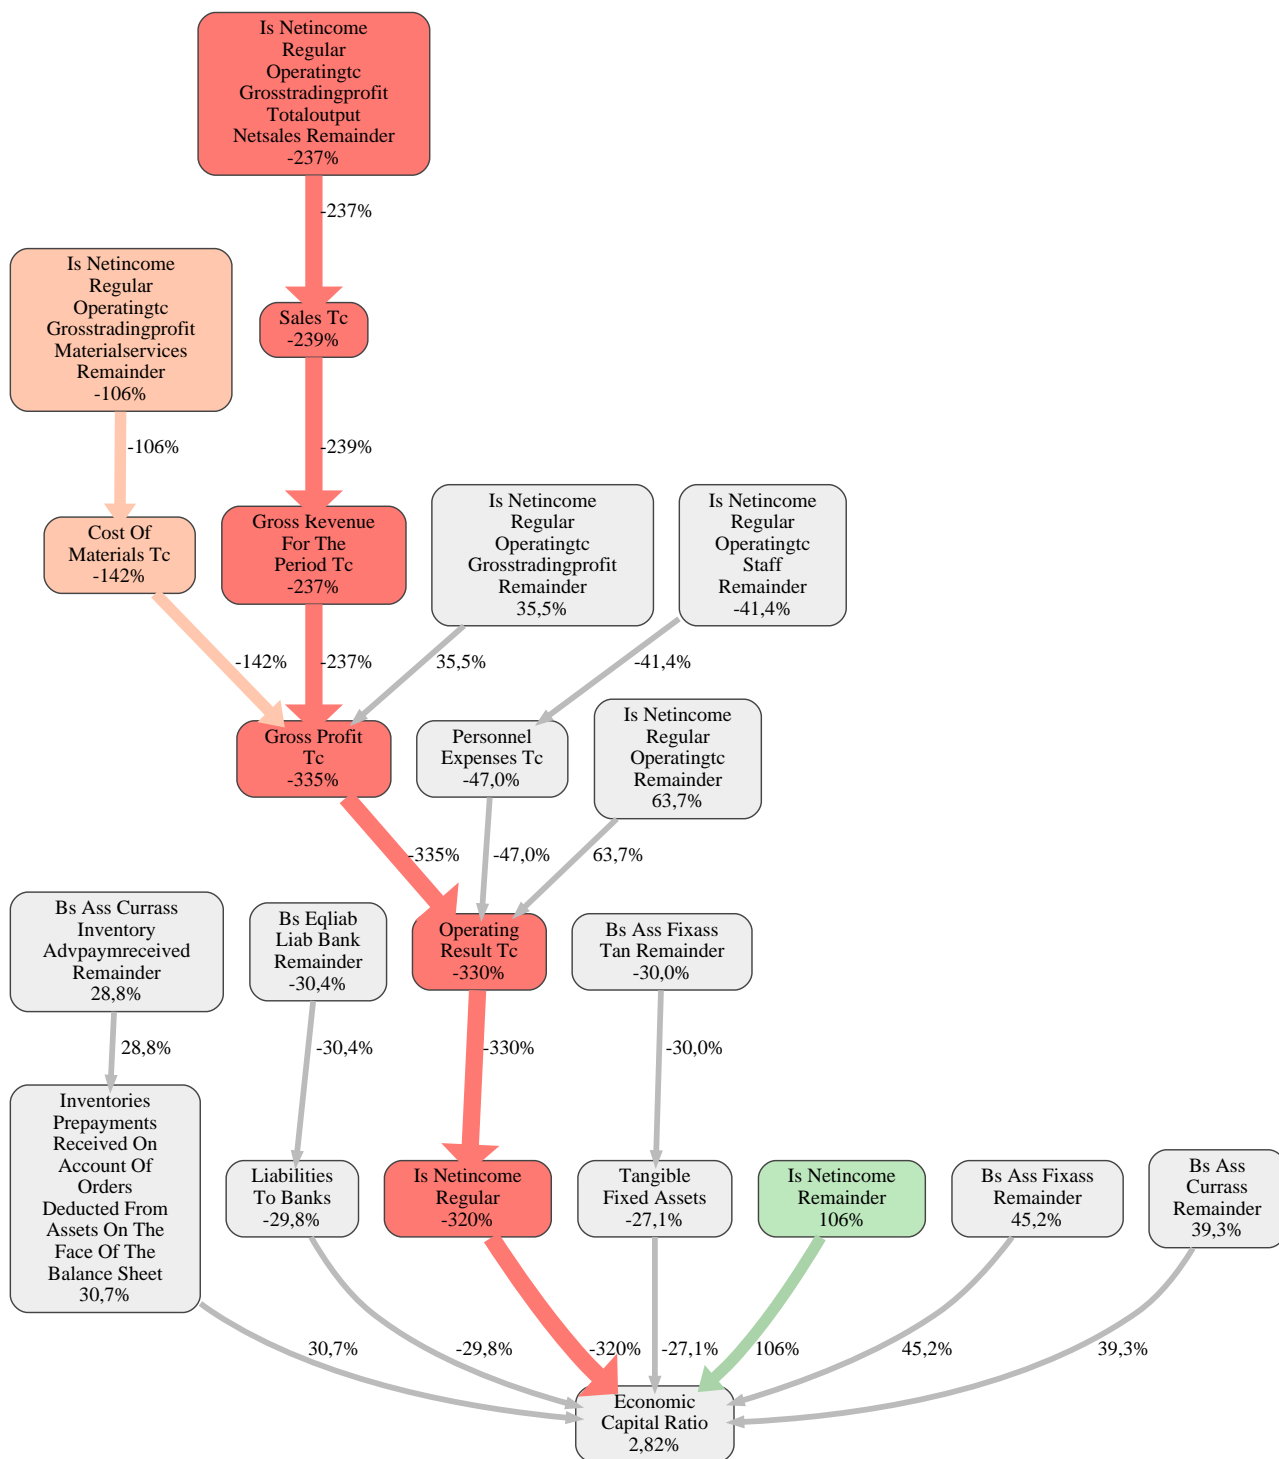 Is Netincome
Regular
Operatingtc
Grosstradingprofit
Totaloutput
Netsales Remainder
-237%
-237%
Is Netincome
Regular
Operatingtc
Grosstradingprofit
Materialservices
Remainder
-106%
Sales Tc
-239%
-106%
-239%
Cost Of
Materials Tc
-142%
Gross Revenue
For The
Period Tc
-237%
Is Netincome
Regular
Operatingtc
Grosstradingprofit
Remainder
35,5%
Is Netincome
Regular
Operatingtc
Staff
Remainder
-41,4%
-142%
-237%
35,5%
-41,4%
Gross Profit
Tc
-335%
Personnel
Expenses Tc
-47,0%
Is Netincome
Regular
Operatingtc
Remainder
63,7%
-335%
-47,0%
63,7%
Bs Ass Currass
Inventory
Advpaymreceived
Remainder
28,8%
Bs Eqliab
Liab Bank
Remainder
-30,4%
Operating
Result Tc
-330%
Bs Ass Fixass
Tan Remainder
-30,0%
28,8%
-30,4%
-330%
-30,0%
Inventories
Prepayments
Received On
Account Of
Orders
Deducted From
Assets On The
Face Of The
Balance Sheet
30,7%
Liabilities
To Banks
-29,8%
Is Netincome
Regular
-320%
Tangible
Fixed Assets
-27,1%
Is Netincome
Remainder
106%
Bs Ass Fixass
Remainder
45,2%
Bs Ass
Currass
Remainder
39,3%
30,7%
-29,8%
-320%
-27,1%
106%
45,2%
39,3%
Economic
Capital Ratio
2,82%